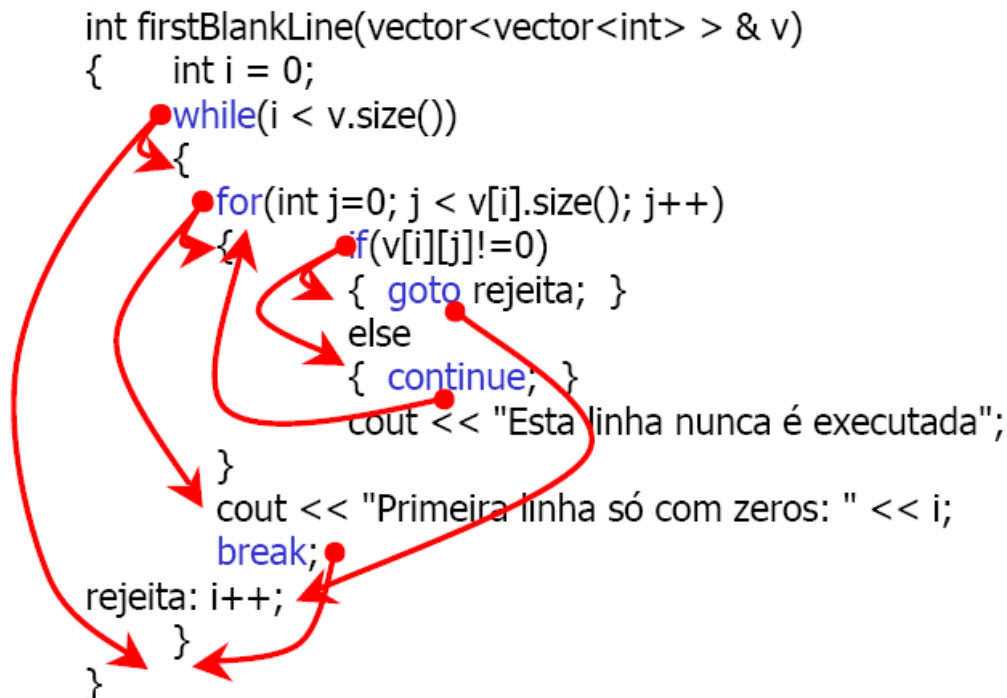 int firstBlankLine(vector<vector<int> > & v)
{ int i = 0;
while(i < v.size())
{
for(int j=0; j < v[i].size(); j++)
{ if(v[i][j]!=0)
{ goto rejeita; }
else
{ continue; }
cout << "Esta linha nunca é executada";
}
cout << "Primeira linha só com zeros: " << i;
break;
rejeita: i++;
}
}